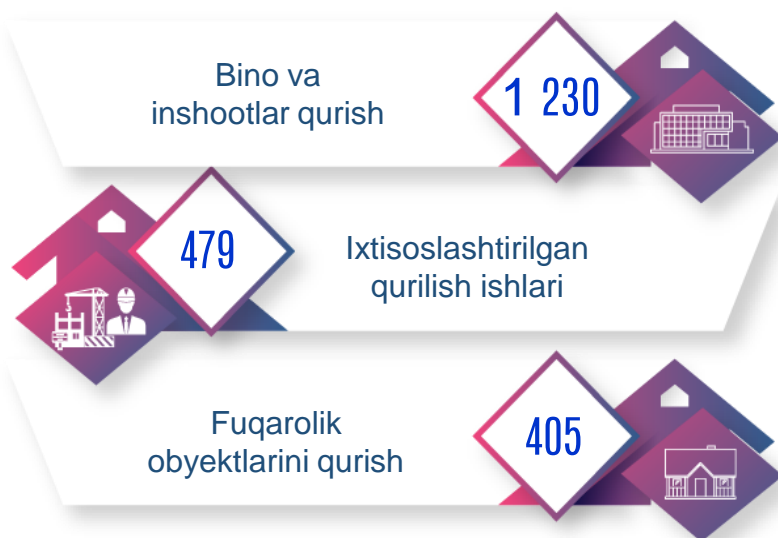 Bino va
inshootlar qurish
1 230
479
Ixtisoslashtirilgan
qurilish ishlari
Fuqarolik
obyektlarini qurish
405